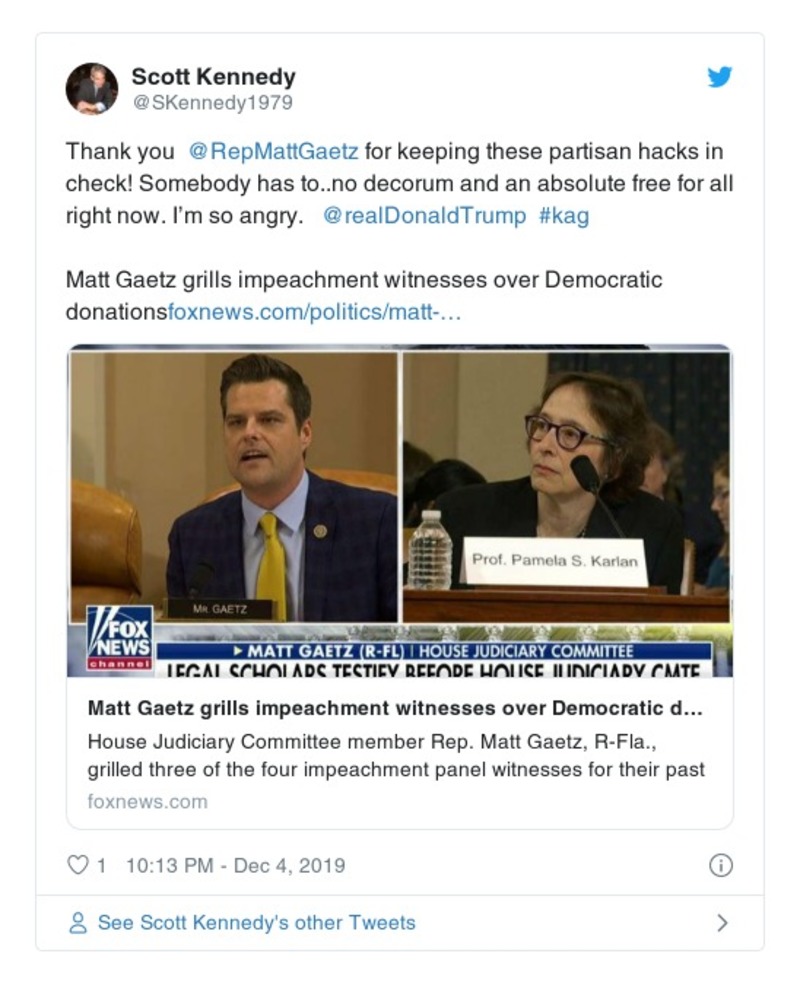 Scott Kennedy
@SKennedy1979
Thank you @RepMattGaetz for keeping these partisan hacks in
check! Somebody has to..no decorum and an absolute free for all
right now. I'm so angry. @realDonaldTrump #kag
Matt Gaetz grills impeachment witnesses over Democratic
donationsfoxnews.com/politics/matt-...
Prof. Pamela S. Karlan
MR. GAETZ
FOX
NEWS
channel
MATT GAETZ (R-FL) | HOUSE JUDICIARY COMMITTEE
LEGAL SCHOLARS TESTIFY BEFORE HOUSE JUDICIARY CMTE
Matt Gaetz grills impeachment witnesses over Democratic d...
House Judiciary Committee member Rep. Matt Gaetz, R-Fla.,
grilled three of the four impeachment panel witnesses for their past
foxnews.com
1 10:13 PM - Dec 4, 2019
See Scott Kennedy's other Tweets